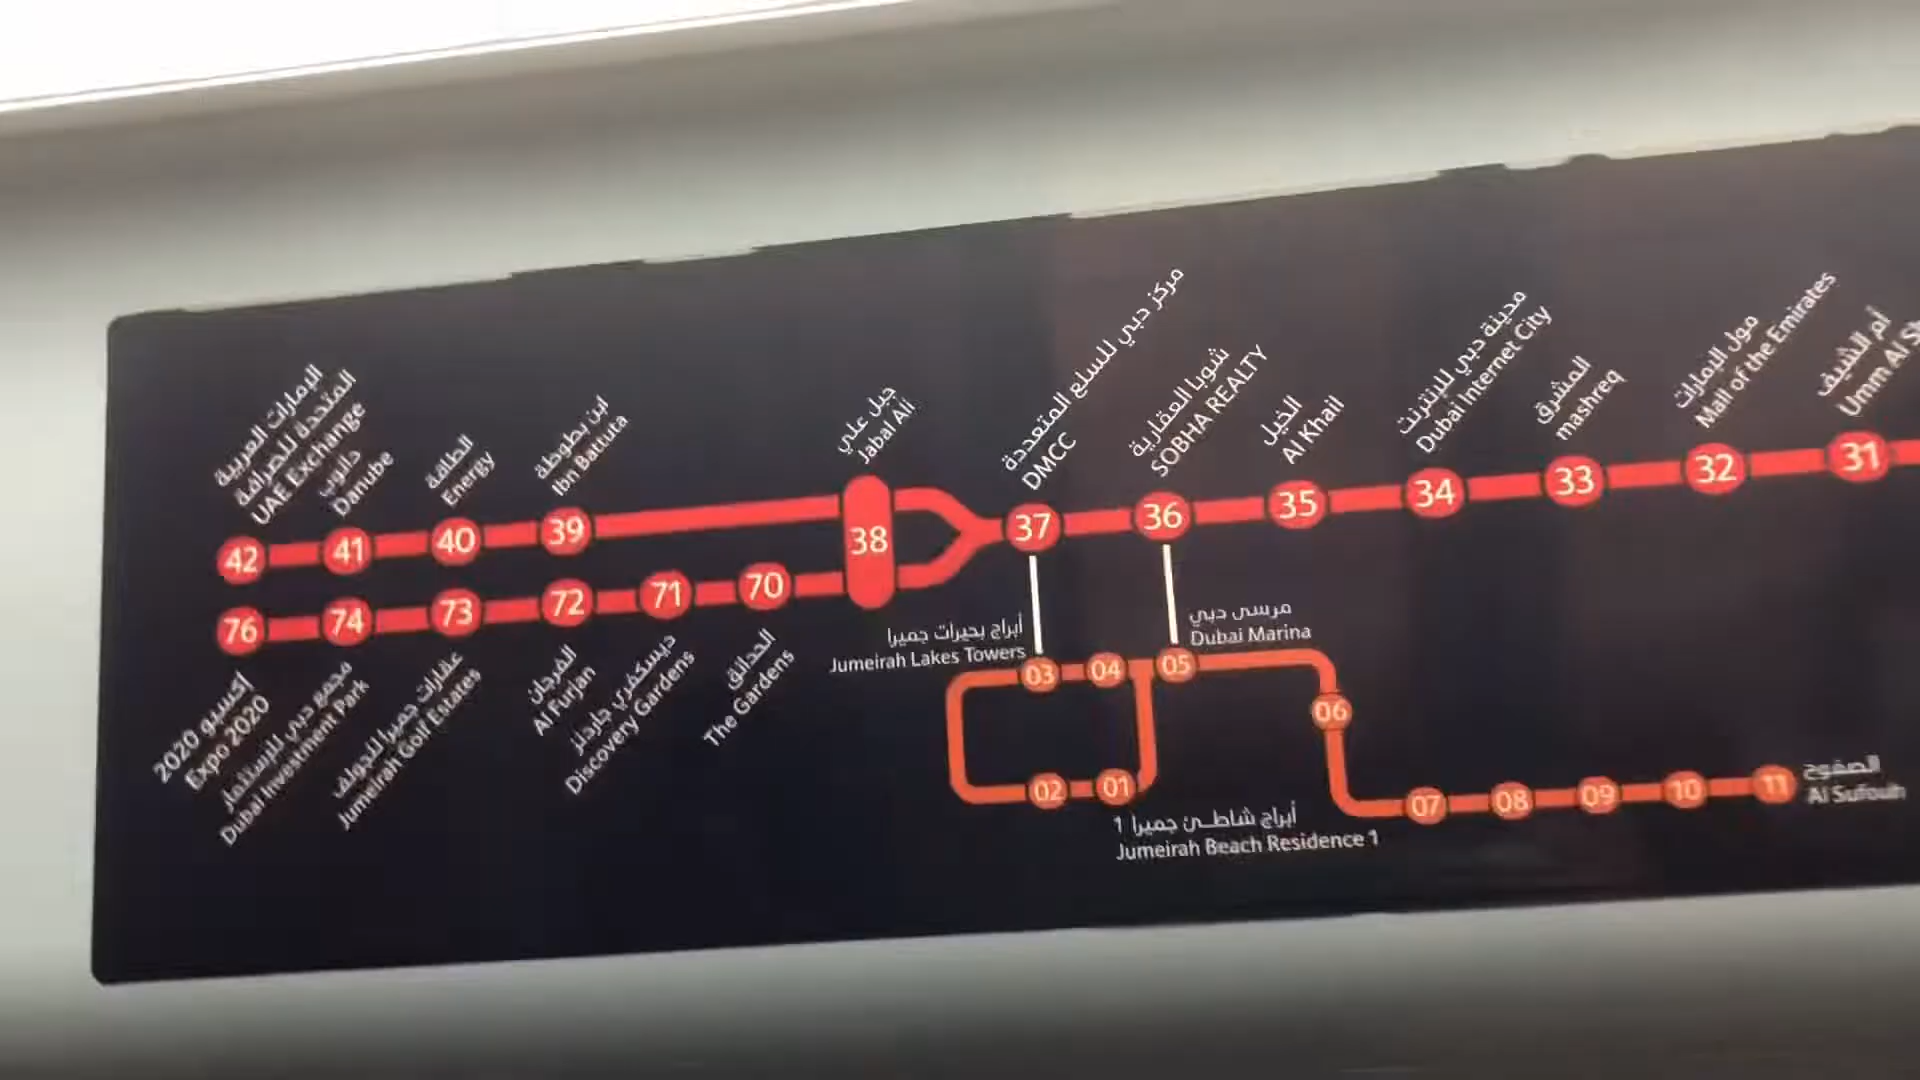 الإمارات العربية
المتحدة للصرافة
UAE Exchange
دانوب
Danube
الطاقة
Energy
ابن بطوطة
Ibn Battuta
جبل علي
Jabal Ali
مركز دبي للسلع المتعددة
DMCC
شوبا العقارية
SOBHA REALTY
الخيل
Al Khail
مدينة دبي للإنترنت
Dubai Internet City
المشرق
mashreq
مول الإمارات
Mall of the Emirates
أم الشيف
Umm Al
42
41
40
39
38
37
36
35
34
33
32
31
76
74
73
72
71
70
إكسبو 2020
Expo 2020
مجمع دبي للإستثمار
Dubai Investment Park
عقارات جميرا للجولف
Jumeirah Golf Estates
الفرجان
Al Furjan
ديسكفري جاردنز
Discovery Gardens
الحدائق
The Gardens
أبراج بحيرات جميرا
Jumeirah Lakes Towers
مرسى دبي
Dubai Marina
03
04
05
06
02
01
07
08
09
10
11
الصفوح
Al Sufouh
أبراج شاطئ جميرا 1
Jumeirah Beach Residence 1